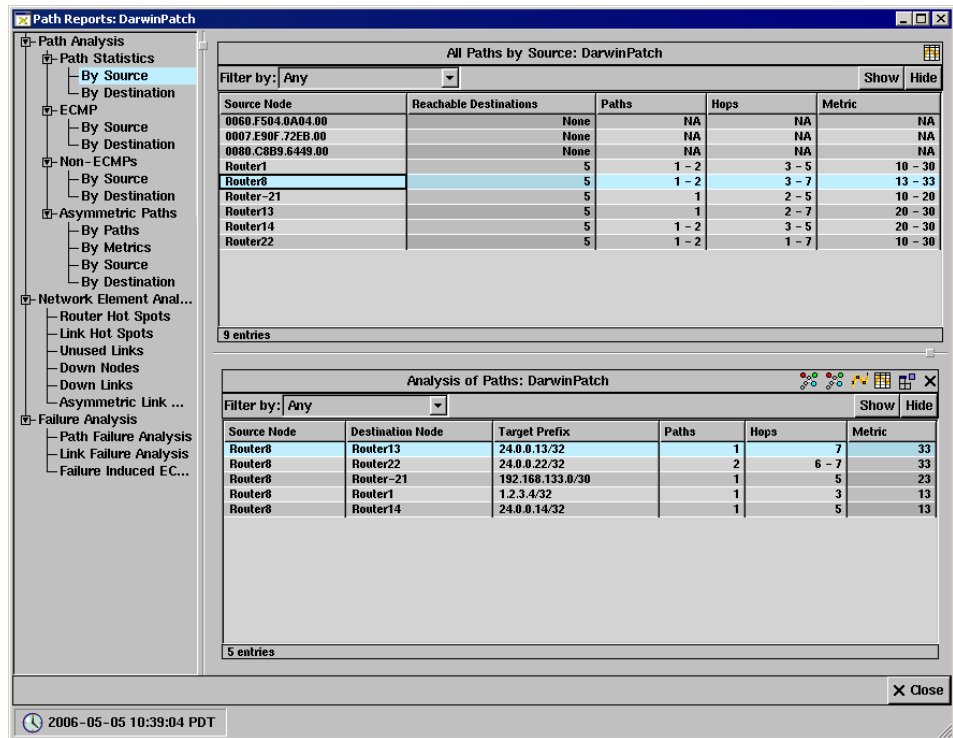 Path Reports: DarwinPatch
Path Analysis
Path Statistics
By Source
By Destination
ECMP
By Source
By Destination
Non-ECMPs
By Source
By Destination
Asymmetric Paths
By Paths
By Metrics
By Source
By Destination
Network Element Anal...
Router Hot Spots
Link Hot Spots
Unused Links
Down Nodes
Down Links
Asymmetric Link ...
Failure Analysis
Path Failure Analysis
Link Failure Analysis
Failure Induced EC...
All Paths by Source: DarwinPatch
Filter by: Any Show Hide
Source Node Reachable Destinations Paths Hops Metric
0060.F504.0A04.00 None NA NA NA
0007.E90F.72EB.00 None NA NA NA
0080.C8B9.6449.00 None NA NA NA
Router1 5 1 - 2 3 - 5 10 - 30
Router8 5 1 - 2 3 - 7 13 - 33
Router-21 5 1 2 - 5 10 - 20
Router13 5 1 2 - 7 20 - 30
Router14 5 1 - 2 3 - 5 20 - 30
Router22 5 1 - 2 1 - 7 10 - 30
9 entries
Analysis of Paths: DarwinPatch
Filter by: Any Show Hide
Source Node Destination Node Target Prefix Paths Hops Metric
Router8 Router13 24.0.0.13/32 1 7 33
Router8 Router22 24.0.0.22/32 2 6 - 7 33
Router8 Router-21 192.168.133.0/30 1 5 23
Router8 Router1 1.2.3.4/32 1 3 13
Router8 Router14 24.0.0.14/32 1 5 13
5 entries
Close
2006-05-05 10:39:04 PDT